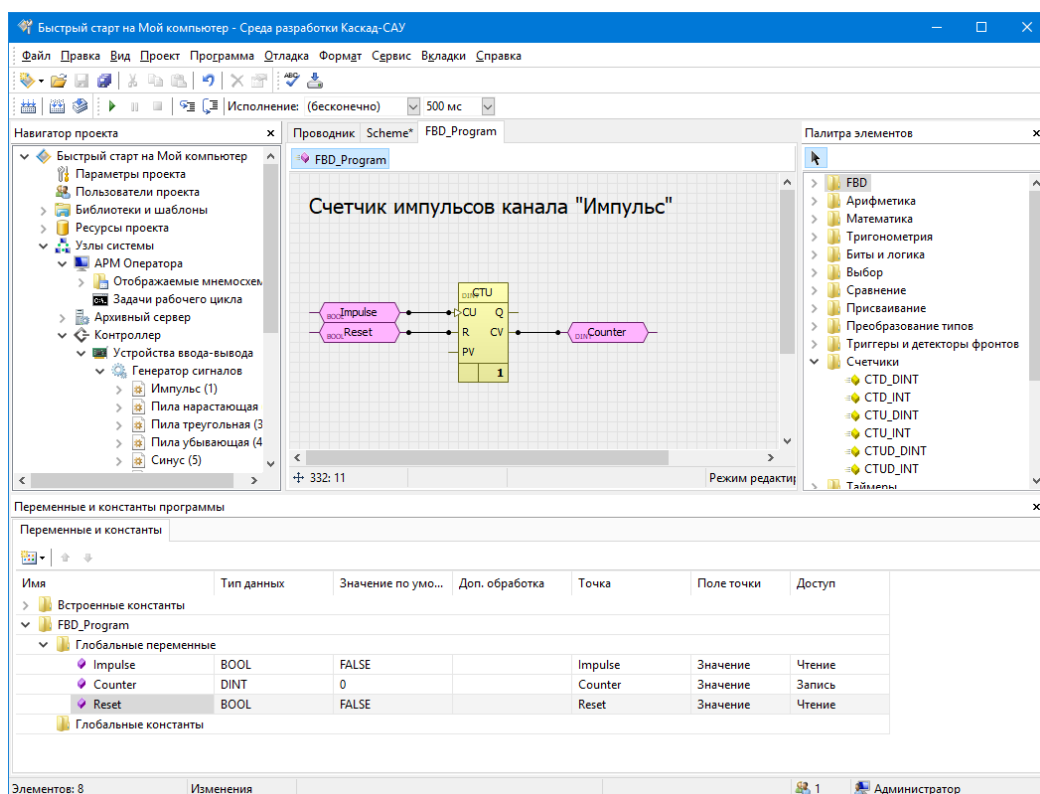 Быстрый старт на Мой компьютер - Среда разработки Каскад-САУ
Файл Правка Вид Проект Программа Отладка Формат Сервис Вкладки Справка
Исполнение: (бесконечно) 500 мс
Навигатор проекта
Быстрый старт на Мой компьютер
Параметры проекта
Пользователи проекта
Библиотеки и шаблоны
Ресурсы проекта
Узлы системы
АРМ Оператора
Отображаемые мнемосхем
Задачи рабочего цикла
Архивный сервер
Контроллер
Устройства ввода-вывода
Генератор сигналов
Импульс (1)
Пила нарастающая
Пила треугольная (3
Пила убывающая (4
Синус (5)
Проводник Scheme* FBD_Program
FBD_Program
Счетчик импульсов канала "Импульс"
CTU
DINT
Impulse
BOOL
CU Q
Reset
BOOL
R CV
Counter
DINT
PV
1
332: 11
Режим редакти
Палитра элементов
FBD
Арифметика
Математика
Тригонометрия
Биты и логика
Выбор
Сравнение
Присваивание
Преобразование типов
Триггеры и детекторы фронтов
Счетчики
CTD_DINT
CTD_INT
CTU_DINT
CTU_INT
CTUD_DINT
CTUD_INT
Таймеры
Переменные и константы программы
Переменные и константы
Имя Тип данных Значение по умо... Доп. обработка Точка Поле точки Доступ
Встроенные константы
FBD_Program
Глобальные переменные
Impulse BOOL FALSE Impulse Значение Чтение
Counter DINT 0 Counter Значение Запись
Reset BOOL FALSE Reset Значение Чтение
Глобальные константы
Элементов: 8 Изменения 1 Администратор